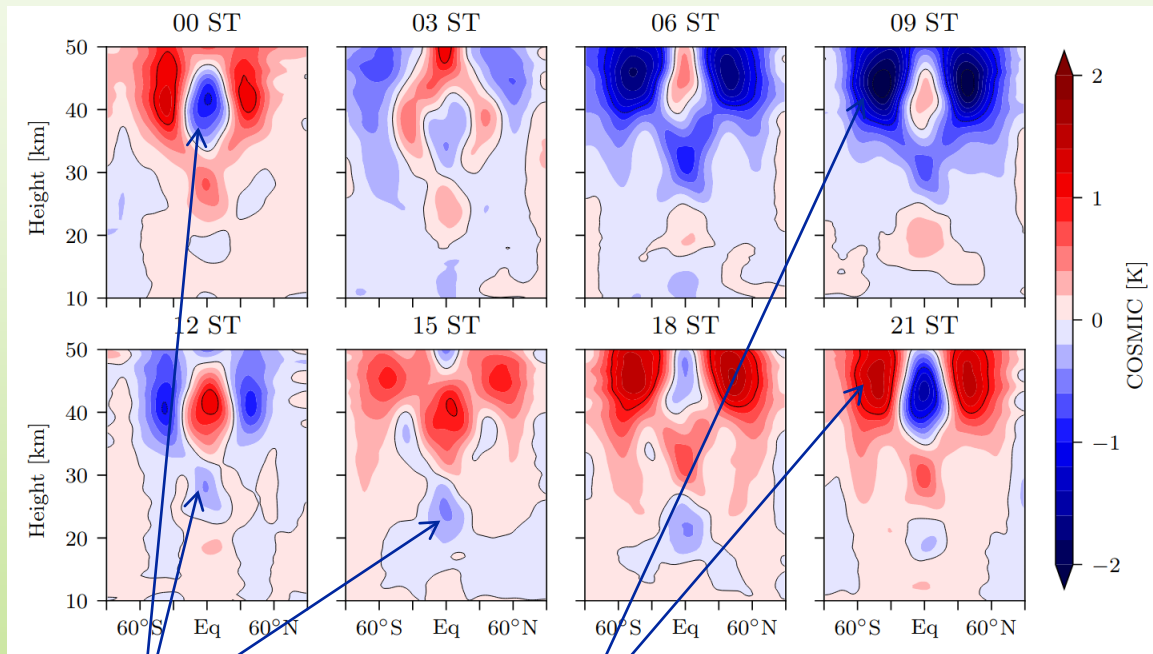 00 ST 03 ST 06 ST 09 ST
50
40
30
20
10
Height [km]
12 ST 15 ST 18 ST 21 ST
50
40
30
20
10
Height [km]
60°S Eq 60°N 60°S Eq 60°N 60°S Eq 60°N 60°S Eq 60°N
2
1
0
−1
−2
COSMIC [K]